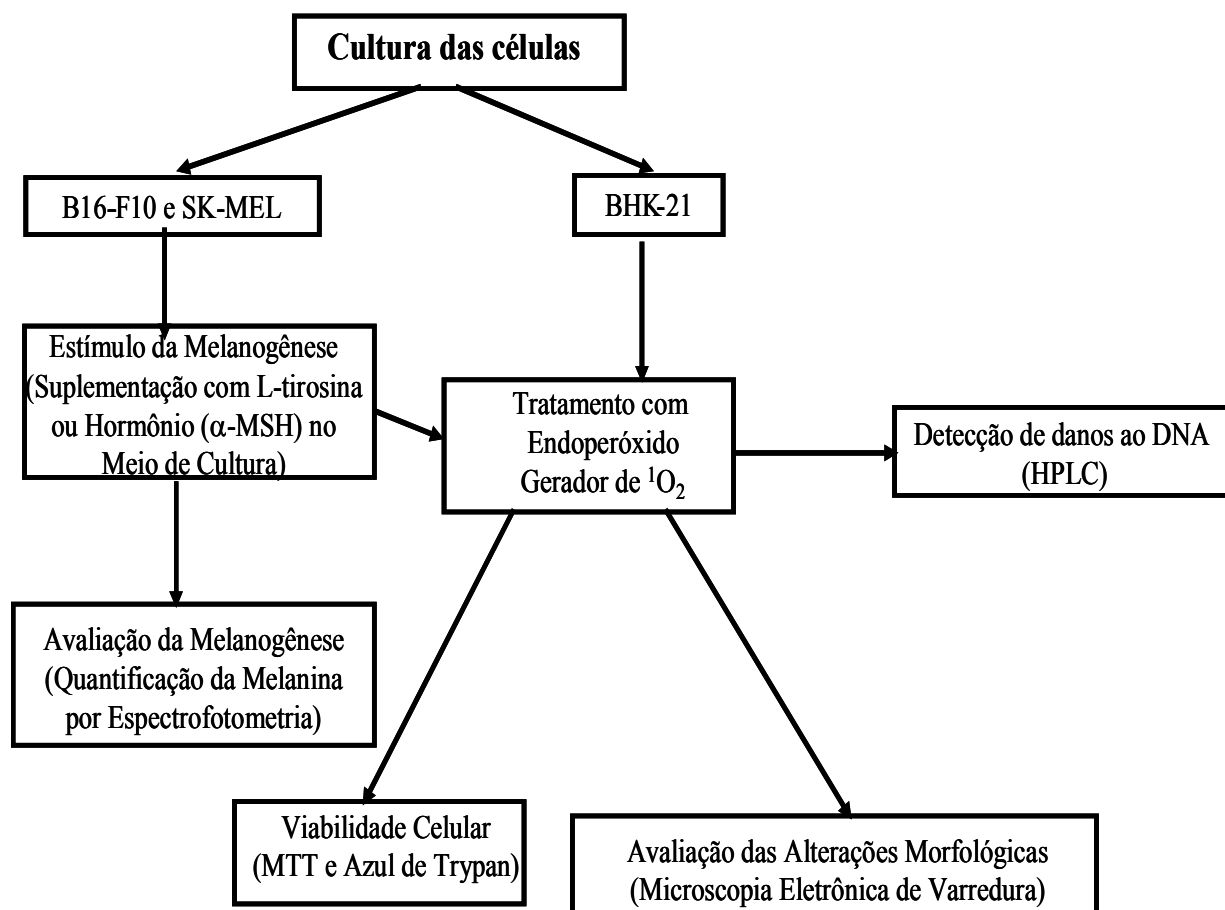 Cultura das células
B16-F10 e SK-MEL
BHK-21
Estímulo da Melanogênese
(Suplementação com L-tirosina
ou Hormônio (α-MSH) no
Meio de Cultura)
Tratamento com
Endoperóxido
Gerador de ¹O₂
Detecção de danos ao DNA
(HPLC)
Avaliação da Melanogênese
(Quantificação da Melanina
por Espectrofotometria)
Viabilidade Celular
(MTT e Azul de Trypan)
Avaliação das Alterações Morfológicas
(Microscopia Eletrônica de Varredura)